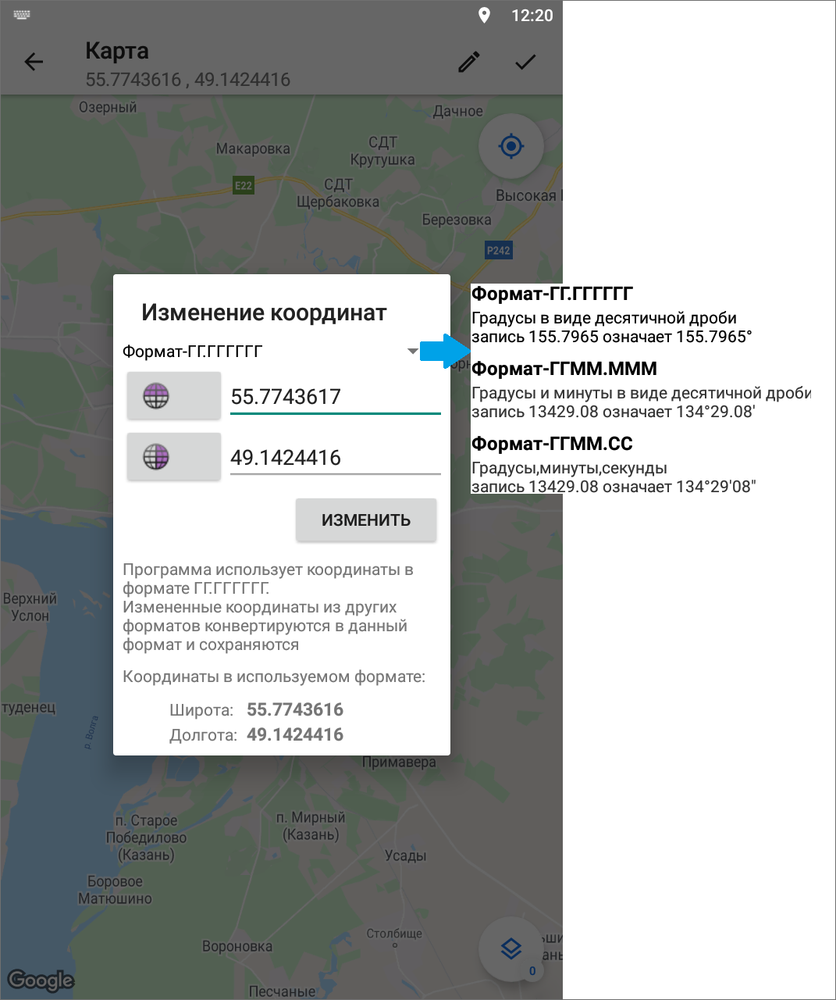 12:20
Карта
55.7743616 , 49.1424416
Озерный
Дачное
Макаровка
СДТ
Крутушка
E22
СДТ
Щербаковка
Высокая
Березовка
P242
Изменение координат
Формат-ГГ.ГГГГГГГ
55.7743617
49.1424416
ИЗМЕНИТЬ
Программа использует координаты в
формате ГГ.ГГГГГГ.
Измененные координаты из других
форматов конвертируются в данный
формат и сохраняются
Координаты в используемом формате:
Широта: 55.7743616
Долгота: 49.1424416
Формат-ГГ.ГГГГГГ
Градусы в виде десятичной дроби
запись 155.7965 означает 155.7965°
Формат-ГГММ.МММ
Градусы и минуты в виде десятичной дроби
запись 13429.08 означает 134°29.08'
Формат-ГГММ.СС
Градусы,минуты,секунды
запись 13429.08 означает 134°29'08"
Верхний
Услон
туденец
р. Волга
Примавера
п. Старое
Победилово
(Казань)
п. Мирный
(Казань)
Усады
Боровое
Матюшино
Столбище
Вороновка
0
Google
Песчаные